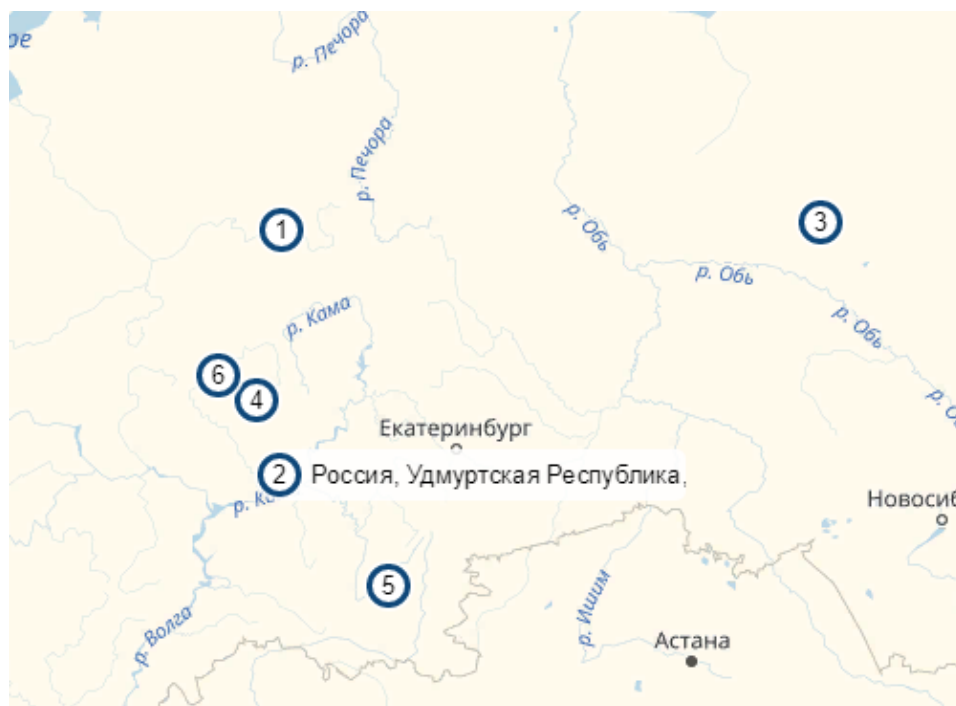 ре
р. Печора
р. Печора
1
3
р. Обь
р. Обь
р. Кама
р. Обь
6
4
р. О
Екатеринбург
2 Россия, Удмуртская Республика,
р. К
Новосиб
5
р. Ишим
р. Волга
Астана